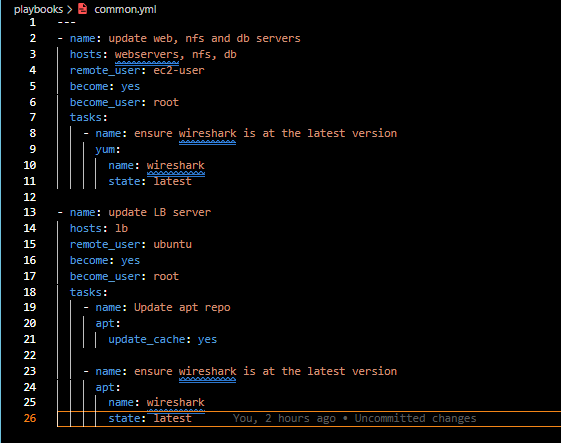 playbooks > common.yml
1 ---
2 - name: update web, nfs and db servers
3 hosts: webservers, nfs, db
4 remote_user: ec2-user
5 become: yes
6 become_user: root
7 tasks:
8 - name: ensure wireshark is at the latest version
9 yum:
10 name: wireshark
11 state: latest
12
13 - name: update LB server
14 hosts: lb
15 remote_user: ubuntu
16 become: yes
17 become_user: root
18 tasks:
19 - name: Update apt repo
20 apt:
21 update_cache: yes
22
23 - name: ensure wireshark is at the latest version
24 apt:
25 name: wireshark
26 state: latest You, 2 hours ago • Uncommitted changes